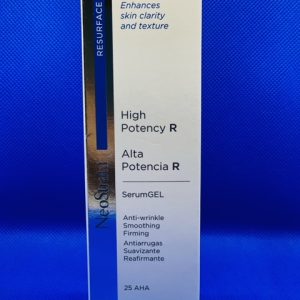 Enhances
skin clarity
and texture
RESURFACE
High
Potency R
Alta
Potencia R
NeoStrata
SerumGEL
Anti-wrinkle
Smoothing
Firming
Antiarrugas
Suavizante
Reafirmante
25 AHA